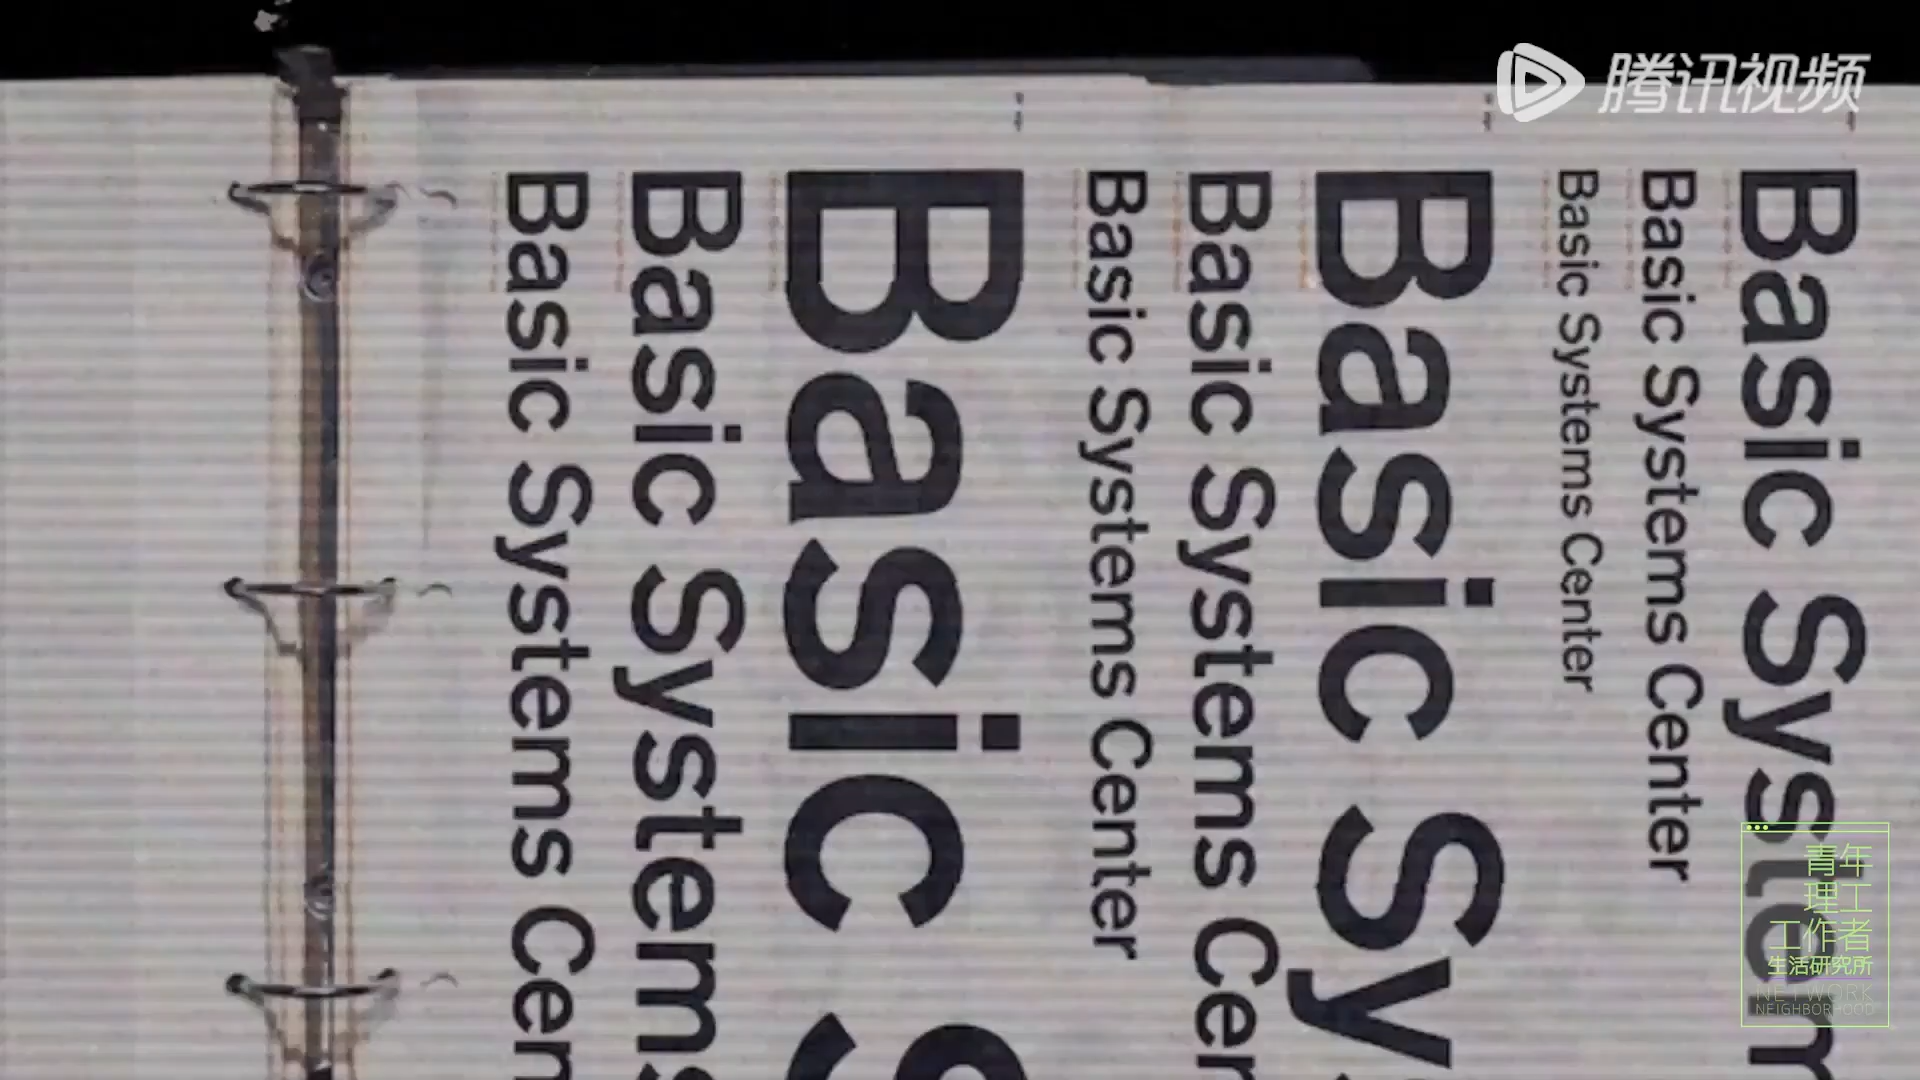 腾讯视频
Basic System
Basic Systems Center
Basic Systems Center
Basic Sy
Basic Systems Cen
Basic Systems Center
Basic S
Basic Systems
Basic Systems Cen
青年
理工
工作者
生活研究所
NETWORK
NEIGHBORHOOD